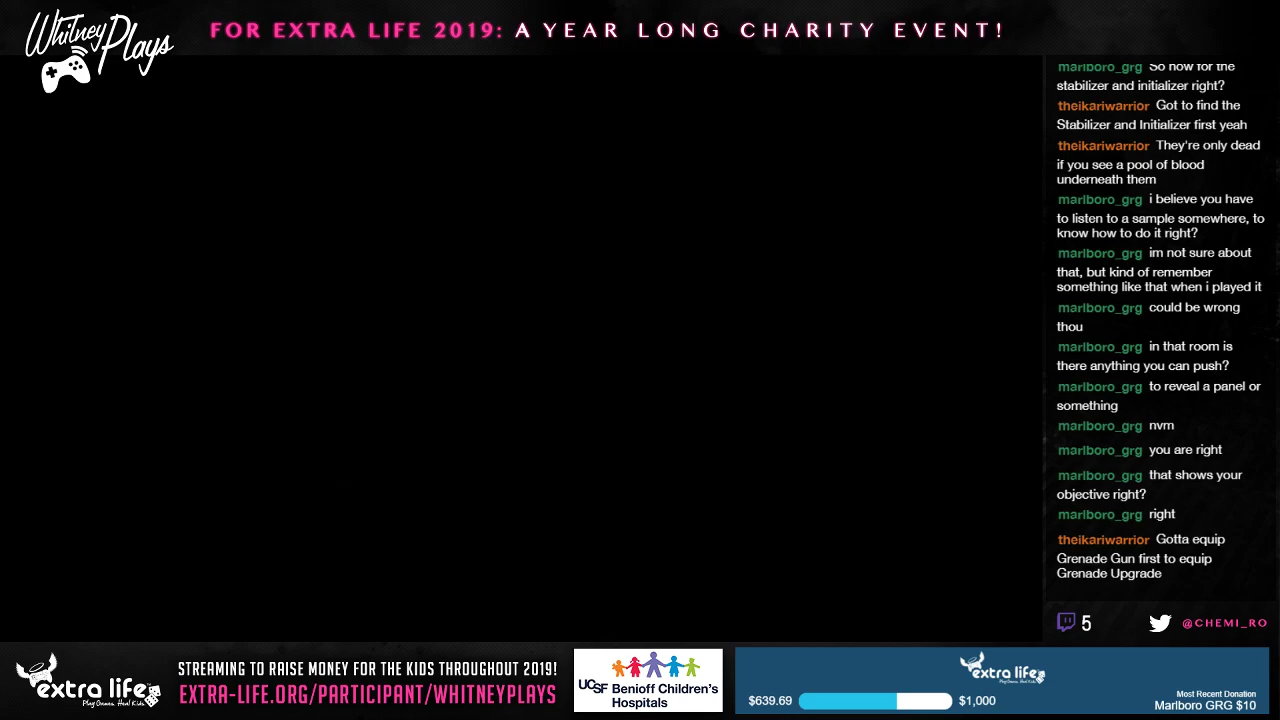 Whitney Plays
FOR EXTRA LIFE 2019: A YEAR LONG CHARITY EVENT!
marlboro_grg So now for the
stabilizer and initializer right?
theikariwarrior Got to find the
Stabilizer and Initializer first yeah
theikariwarrior They're only dead
if you see a pool of blood
underneath them
marlboro_grg i believe you have
to listen to a sample somewhere, to
know how to do it right?
marlboro_grg im not sure about
that, but kind of remember
something like that when i played it
marlboro_grg could be wrong
thou
marlboro_grg in that room is
there anything you can push?
marlboro_grg to reveal a panel or
something
marlboro_grg nvm
marlboro_grg you are right
marlboro_grg that shows your
objective right?
marlboro_grg right
theikariwarrior Gotta equip
Grenade Gun first to equip
Grenade Upgrade
5
@CHEMI_RO
extra life
Play Games. Heal Kids.
STREAMING TO RAISE MONEY FOR THE KIDS THROUGHOUT 2019!
EXTRA-LIFE.ORG/PARTICIPANT/WHITNEYPLAYS
UCSF Benioff Children's
Hospitals
extra life
Play Games. Heal Kids.
$639.69
$1,000
Most Recent Donation
Marlboro GRG $10